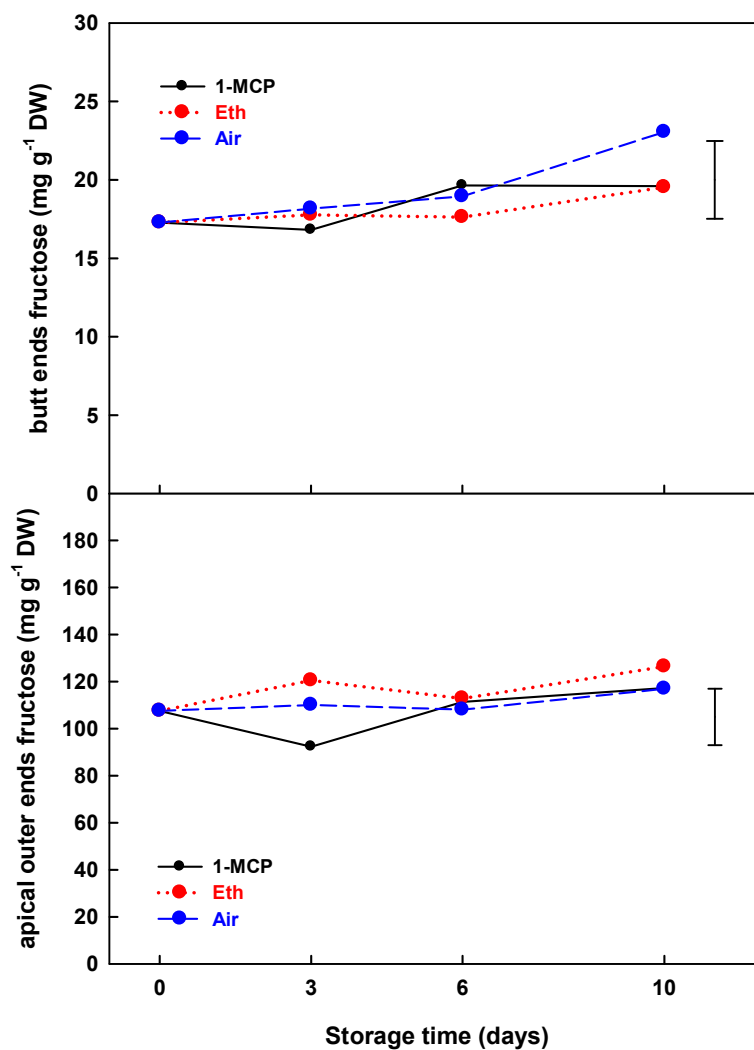 30
25
20
15
10
5
0
butt ends fructose (mg g-1 DW)
1-MCP
Eth
Air
180
160
140
120
100
80
60
40
20
0
apical outer ends fructose (mg g-1 DW)
1-MCP
Eth
Air
0 3 6 10
Storage time (days)